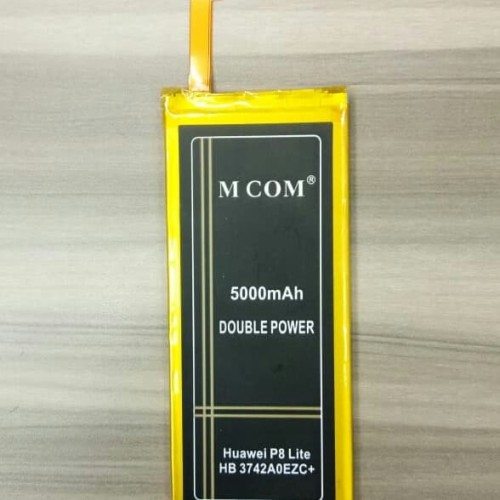 M COM®
5000mAh
DOUBLE POWER
Huawei P8 Lite
HB 3742A0EZC+